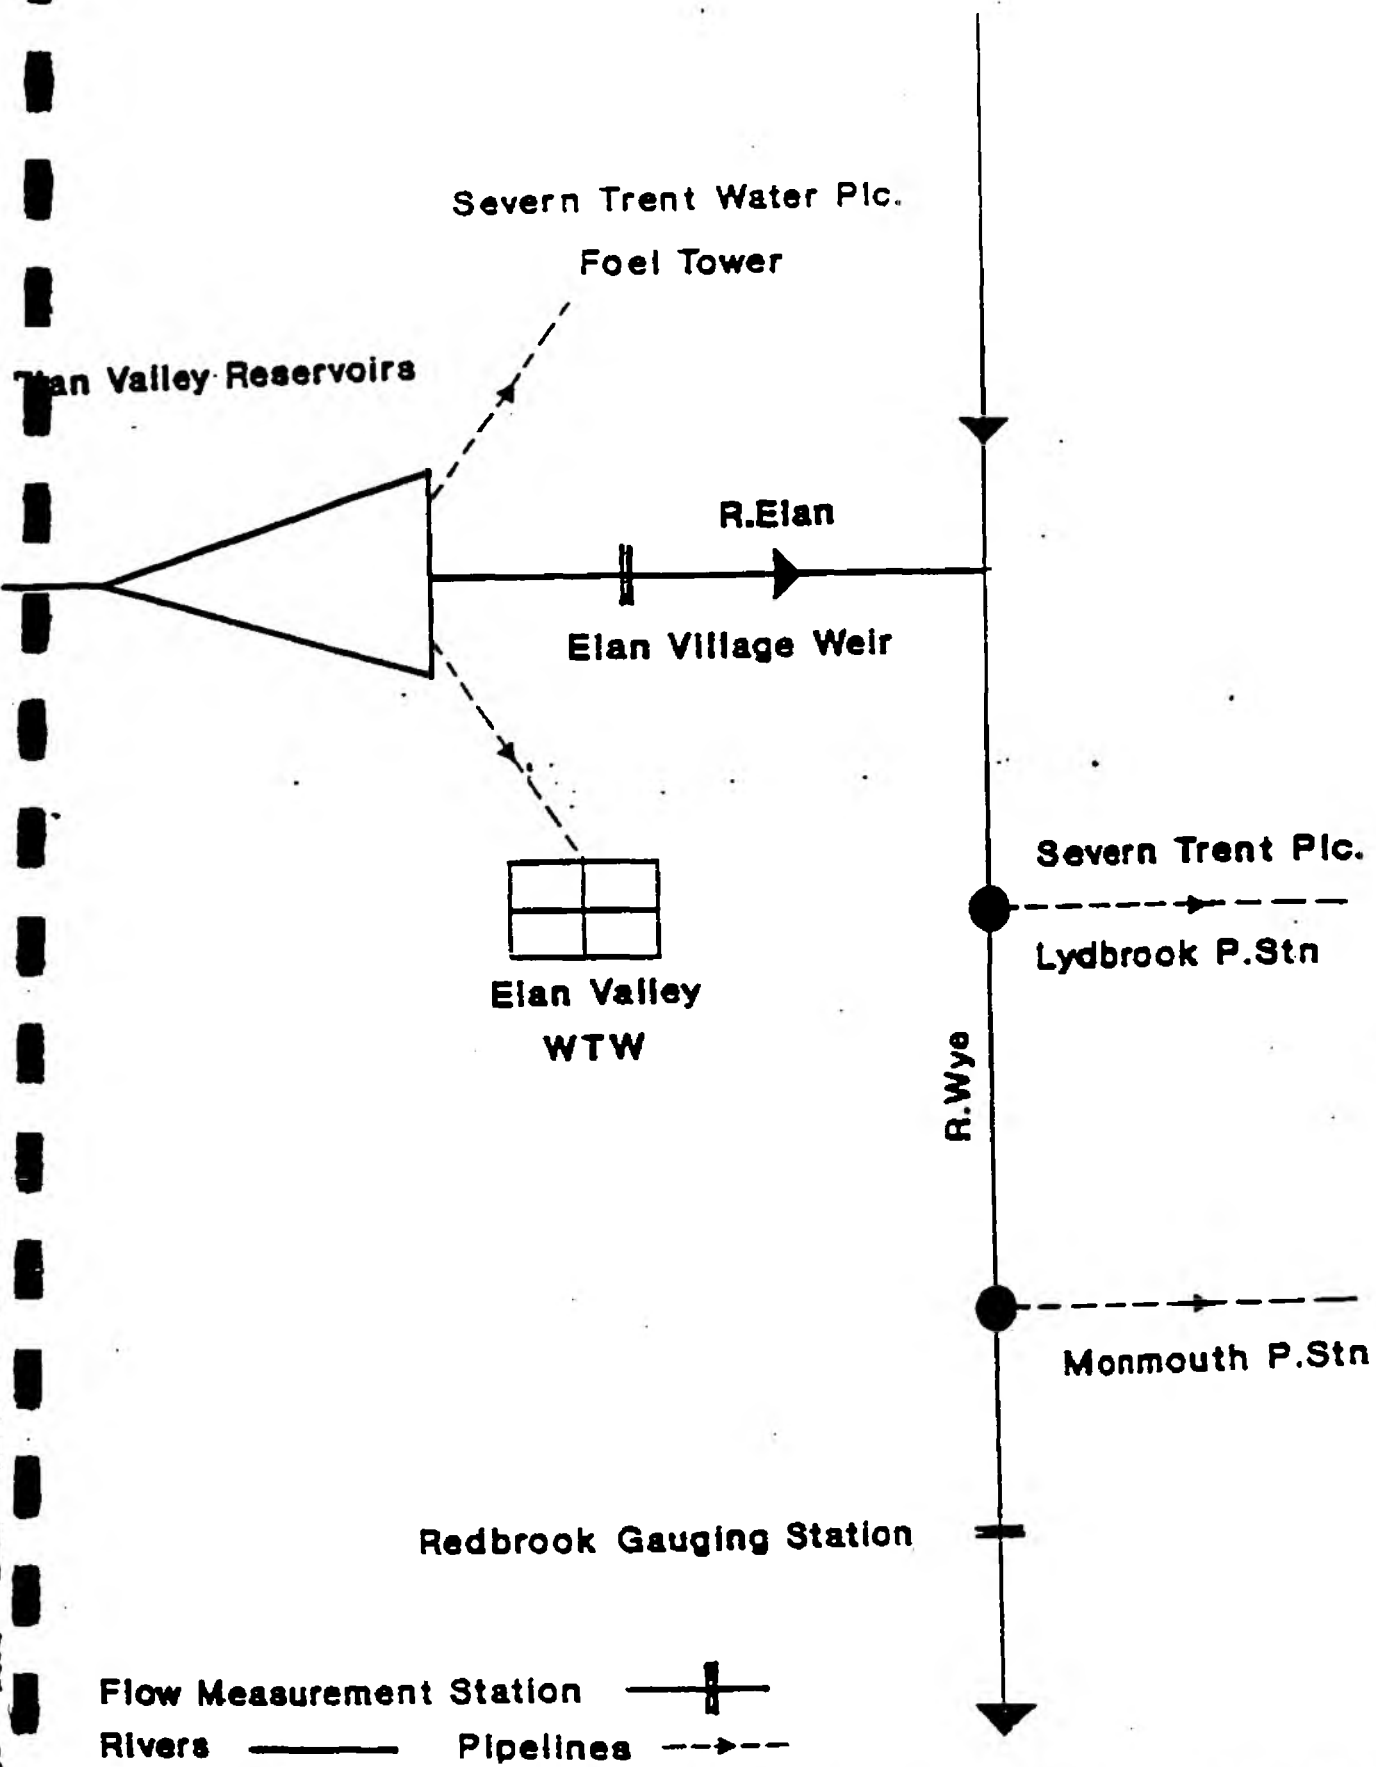 Severn Trent Water Plc.
Foel Tower
Valley Reservoirs
R.Elan
Elan Village Weir
Severn Trent Plc.
Lydbrook P.Stn
Elan Valley
WTW
R.Wye
Monmouth P.Stn
Redbrook Gauging Station
Flow Measurement Station
Rivers
Pipelines